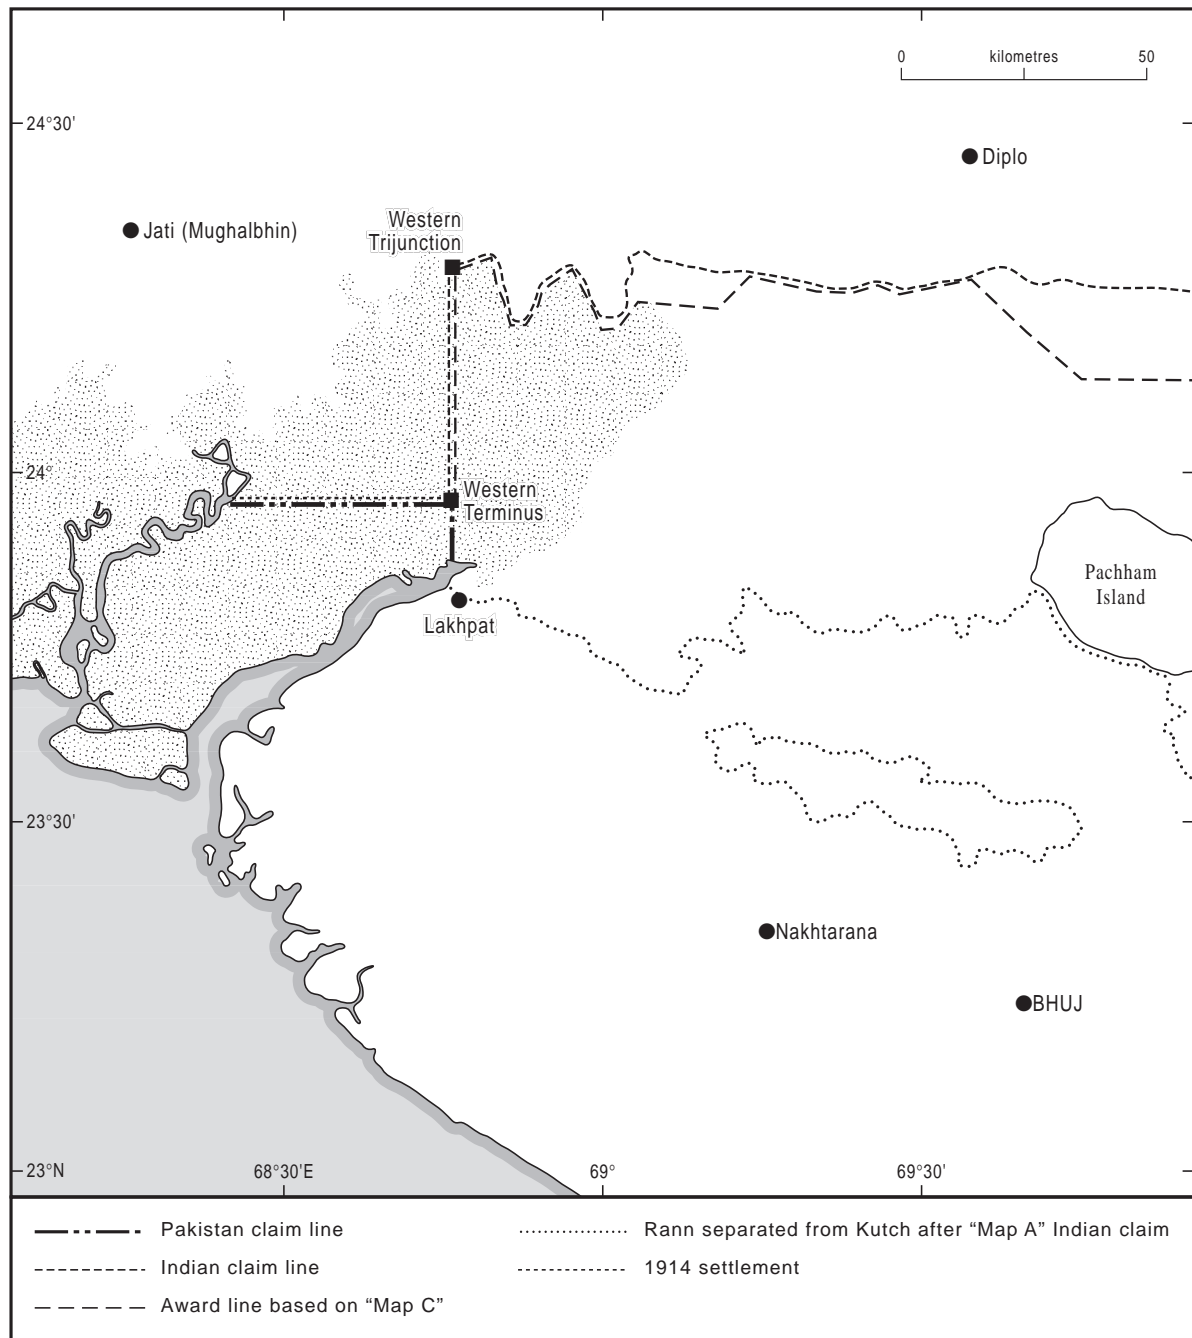 0 kilometres 50
24°30'
Diplo
Jati (Mughalbhin)
Western
Trijunction
24°
Western
Terminus
Pachham
Island
Lakhpat
23°30'
Nakhtarana
BHUJ
23°N 68°30'E 69° 69°30'
Pakistan claim line
Indian claim line
Award line based on “Map C”
Rann separated from Kutch after “Map A” Indian claim
1914 settlement